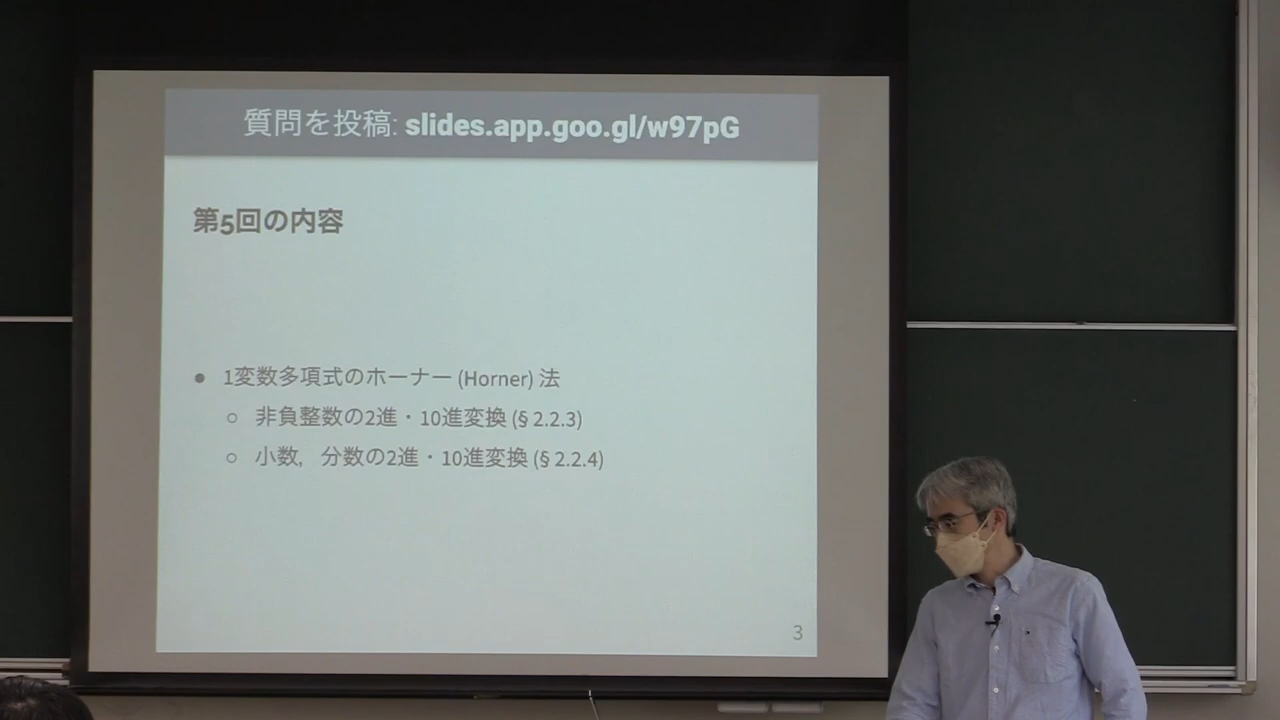 質問を投稿: slides.app.goo.gl/w97pG
第5回の内容
● 1変数多項式のホーナー (Horner) 法
○ 非負整数の2進・10進変換 (§ 2.2.3)
○ 小数，分数の2進・10進変換 (§ 2.2.4)
3